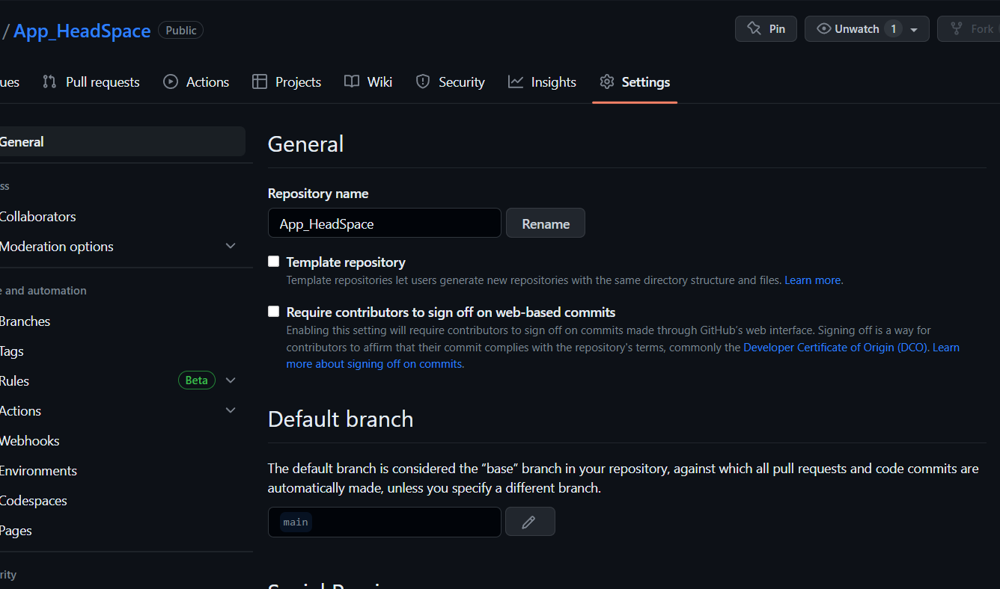 / App_HeadSpace Public
Pin
Unwatch 1
Fork
ues
Pull requests
Actions
Projects
Wiki
Security
Insights
Settings
General
ss
Collaborators
Moderation options
e and automation
Branches
Tags
Rules Beta
Actions
Webhooks
Environments
Codespaces
Pages
rity
General
Repository name
App_HeadSpace Rename
Template repository
Template repositories let users generate new repositories with the same directory structure and files. Learn more.
Require contributors to sign off on web-based commits
Enabling this setting will require contributors to sign off on commits made through GitHub’s web interface. Signing off is a way for
contributors to affirm that their commit complies with the repository's terms, commonly the Developer Certificate of Origin (DCO). Learn
more about signing off on commits.
Default branch
The default branch is considered the “base” branch in your repository, against which all pull requests and code commits are
automatically made, unless you specify a different branch.
main